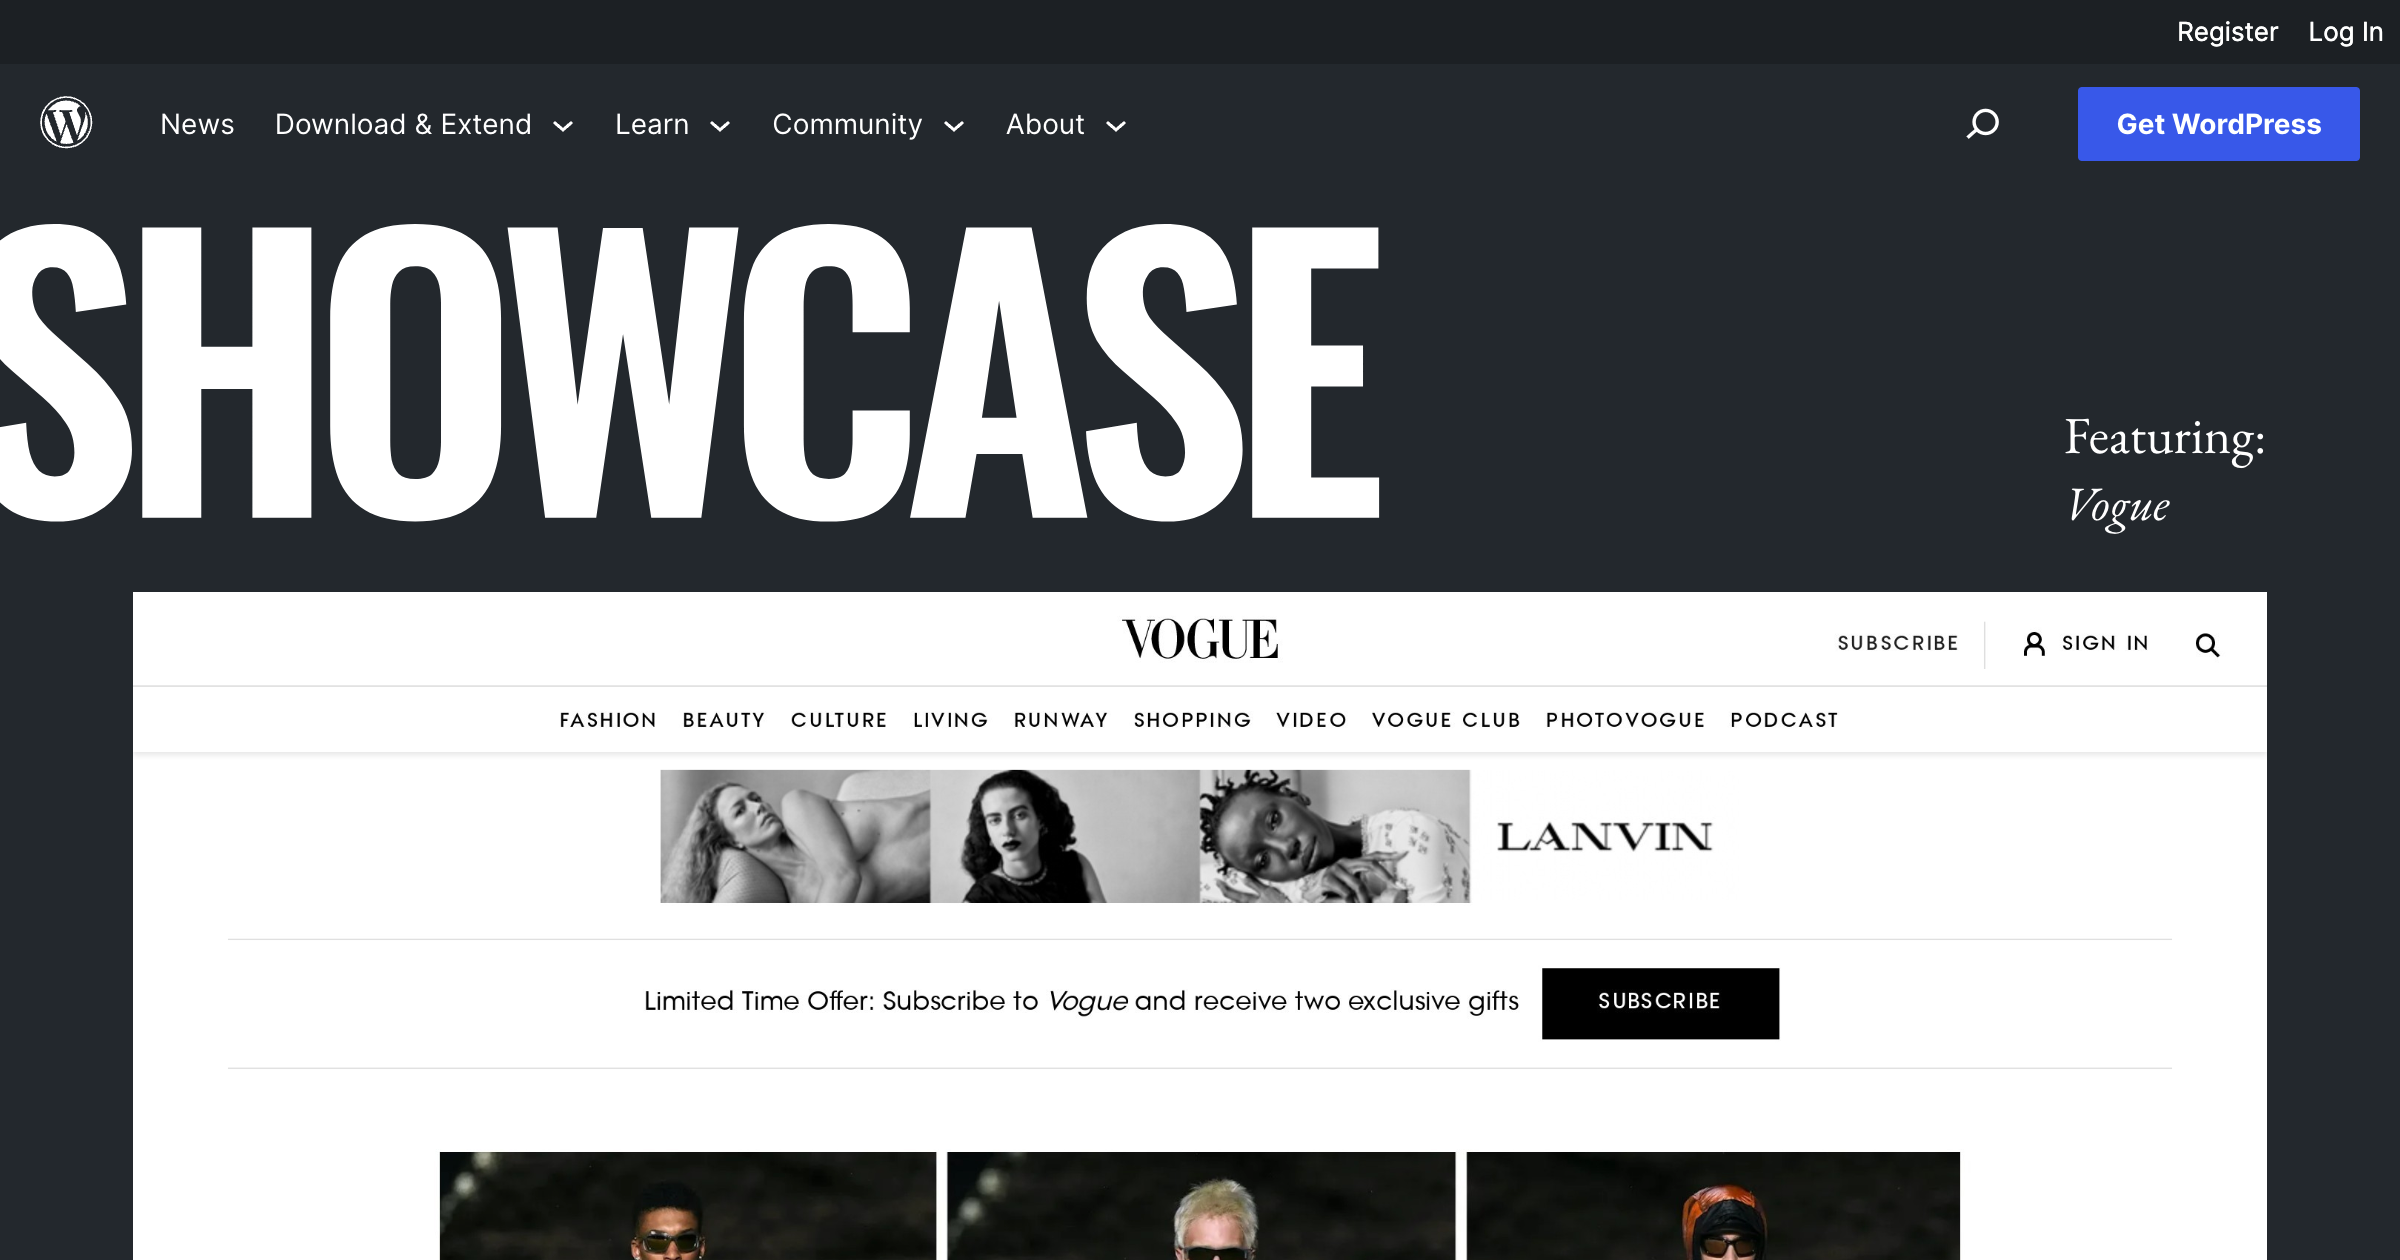 Register Log In
News Download & Extend Learn Community About Get WordPress
SHOWCASE
Featuring:
Vogue
VOGUE
SUBSCRIBE SIGN IN
FASHION BEAUTY CULTURE LIVING RUNWAY SHOPPING VIDEO VOGUE CLUB PHOTOVOGUE PODCAST
LANVIN
Limited Time Offer: Subscribe to Vogue and receive two exclusive gifts SUBSCRIBE